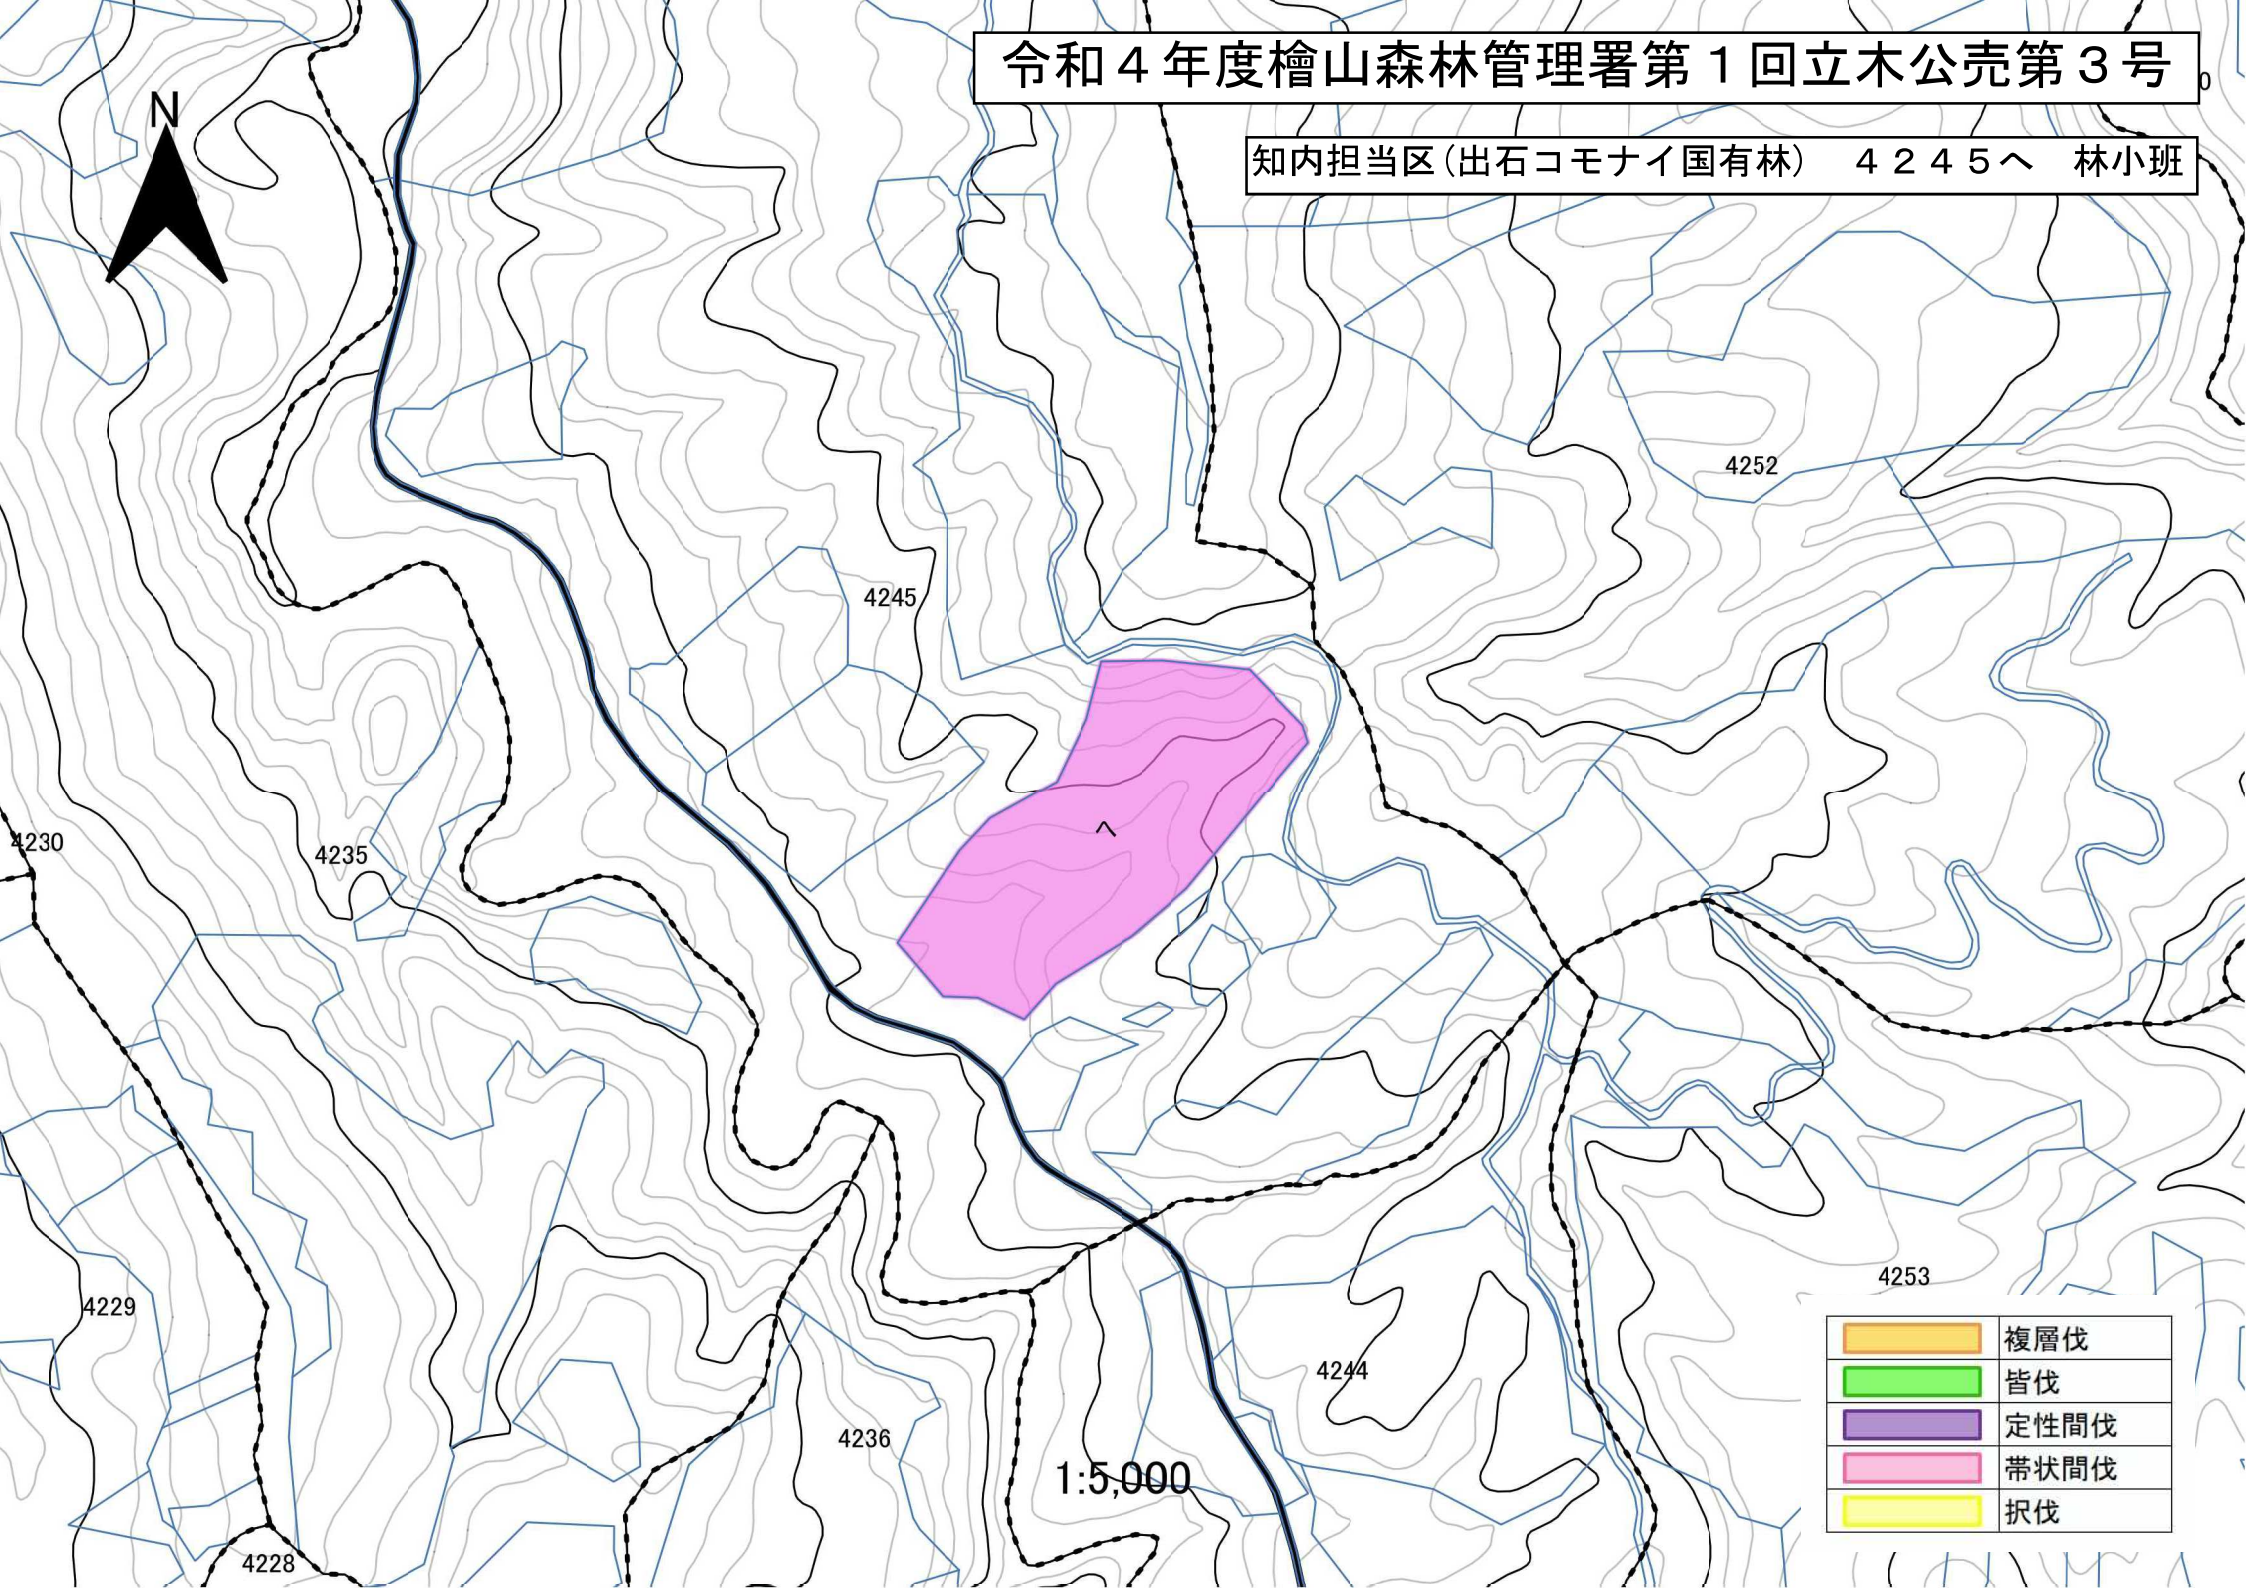 令和４年度檜山森林管理署第１回立木公売第３号
0
N
知内担当区(出石コモナイ国有林)　４２４５へ　林小班
4252
4245
へ
4230
4235
4253
4229
4244
4236
1:5,000
4228
複層伐
皆伐
定性間伐
帯状間伐
択伐